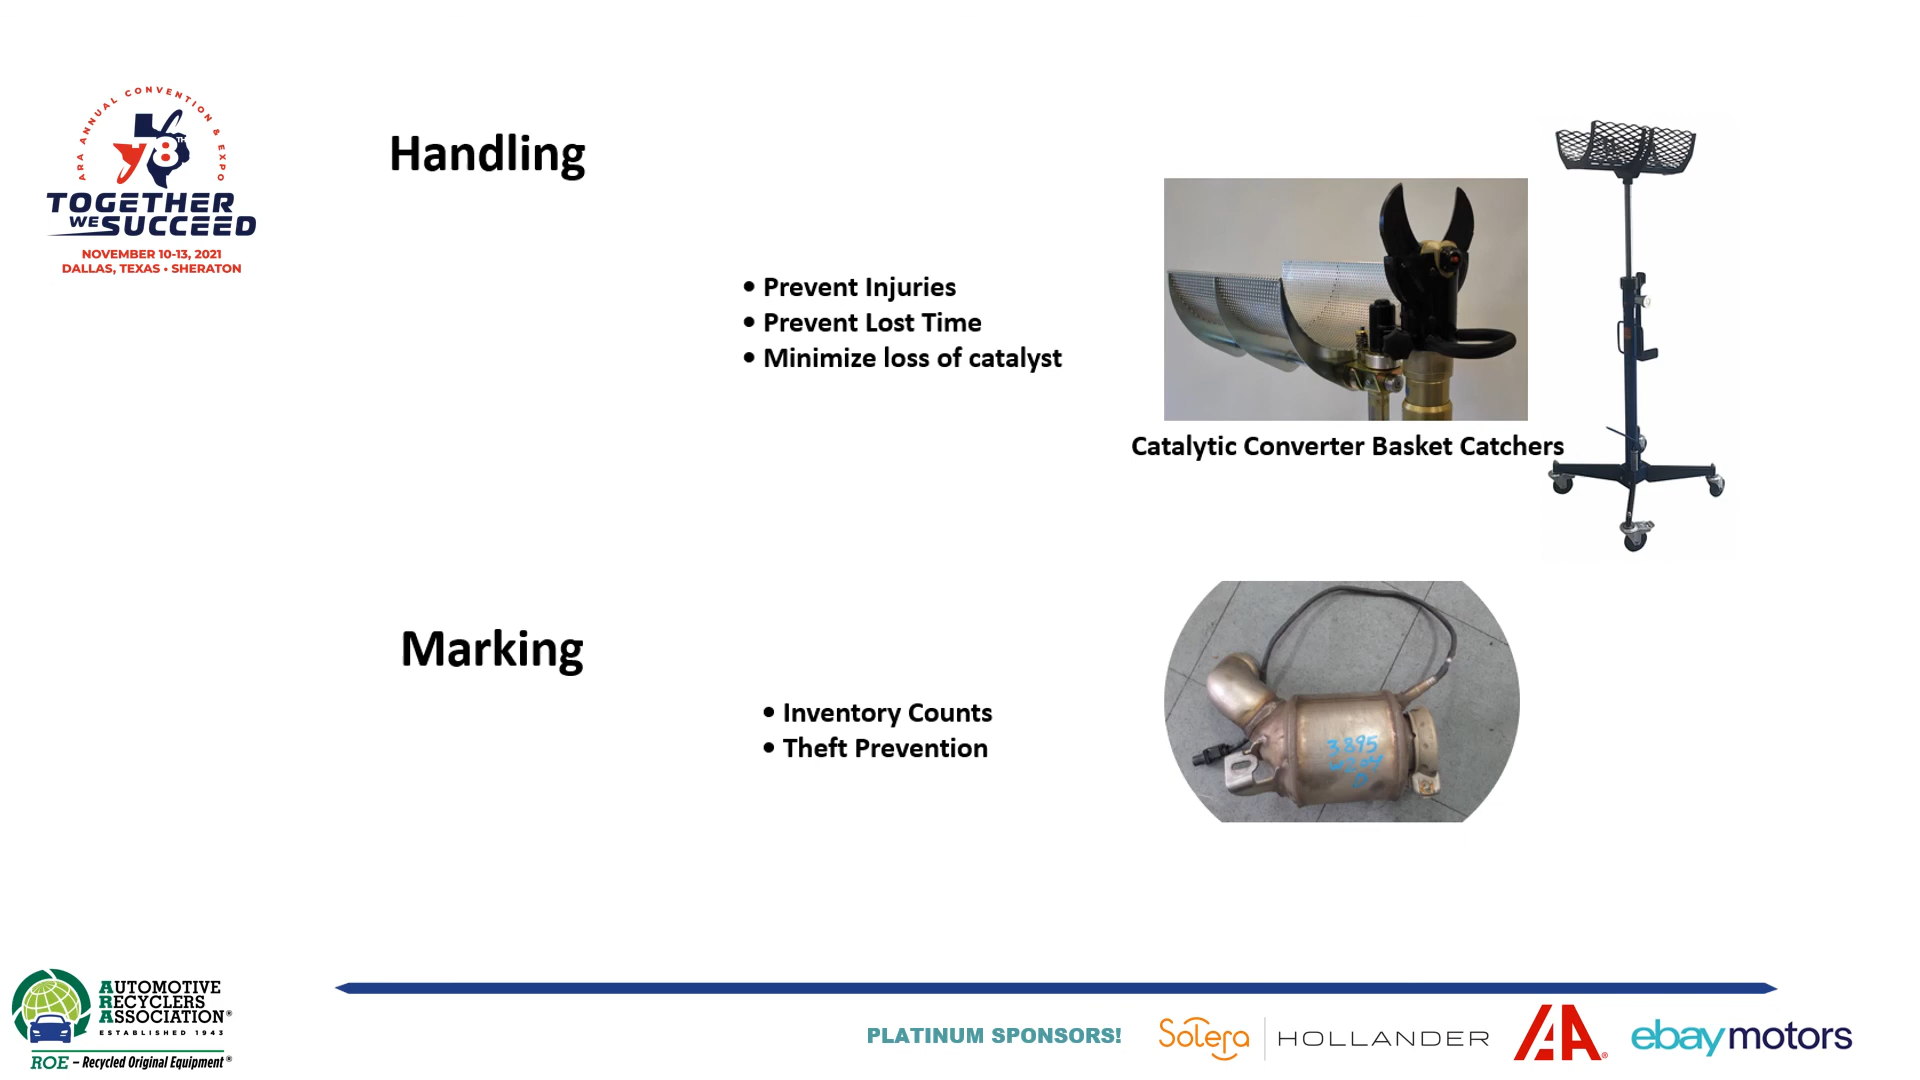 ARA ANNUAL CONVENTION & EXPO
78TH
TOGETHER
WE SUCCEED
NOVEMBER 10-13, 2021
DALLAS, TEXAS • SHERATON
Handling
• Prevent Injuries
• Prevent Lost Time
• Minimize loss of catalyst
Catalytic Converter Basket Catchers
Marking
• Inventory Counts
• Theft Prevention
3895
AUTOMOTIVE
RECYCLERS
ASSOCIATION®
ESTABLISHED 1943
ROE – Recycled Original Equipment®
PLATINUM SPONSORS!
Solera
HOLLANDER
IAA®
ebay motors